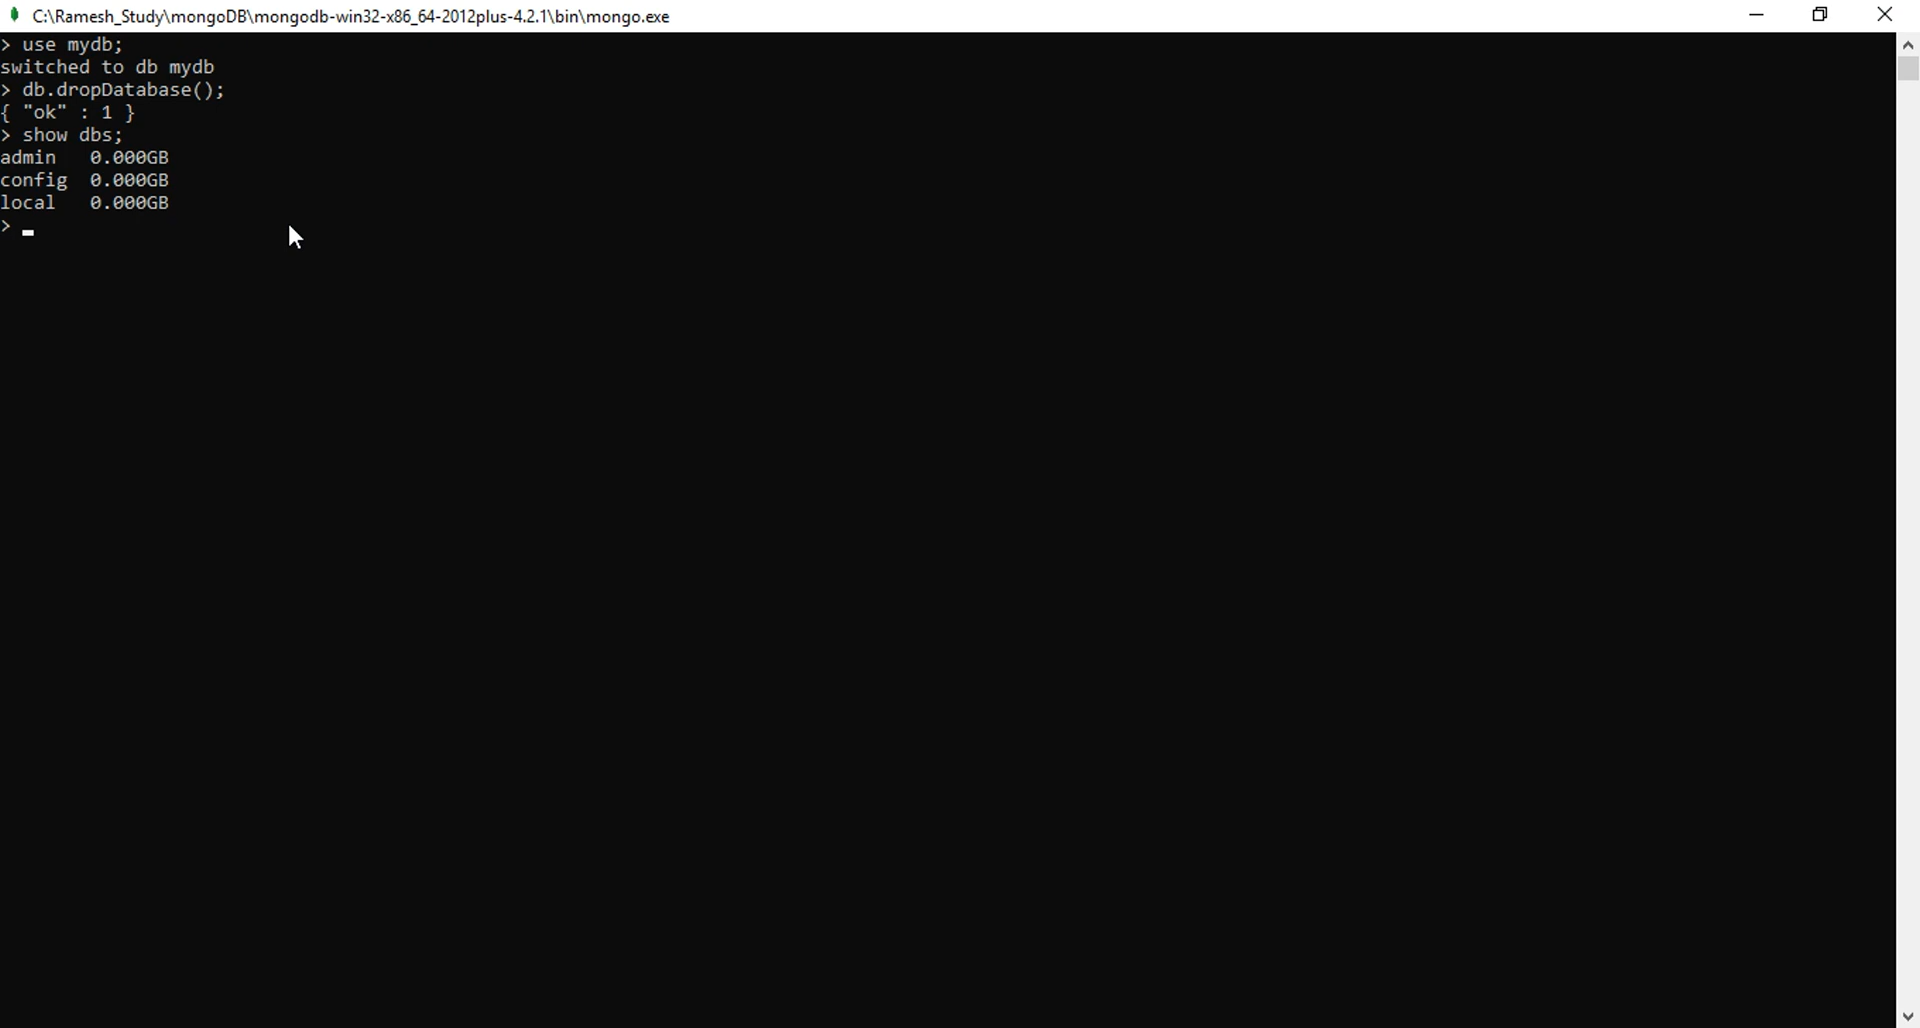 C:\Ramesh_Study\mongoDB\mongodb-win32-x86_64-2012plus-4.2.1\bin\mongo.exe
> use mydb;
switched to db mydb
> db.dropDatabase();
{ "ok" : 1 }
> show dbs;
admin   0.000GB
config  0.000GB
local   0.000GB
>